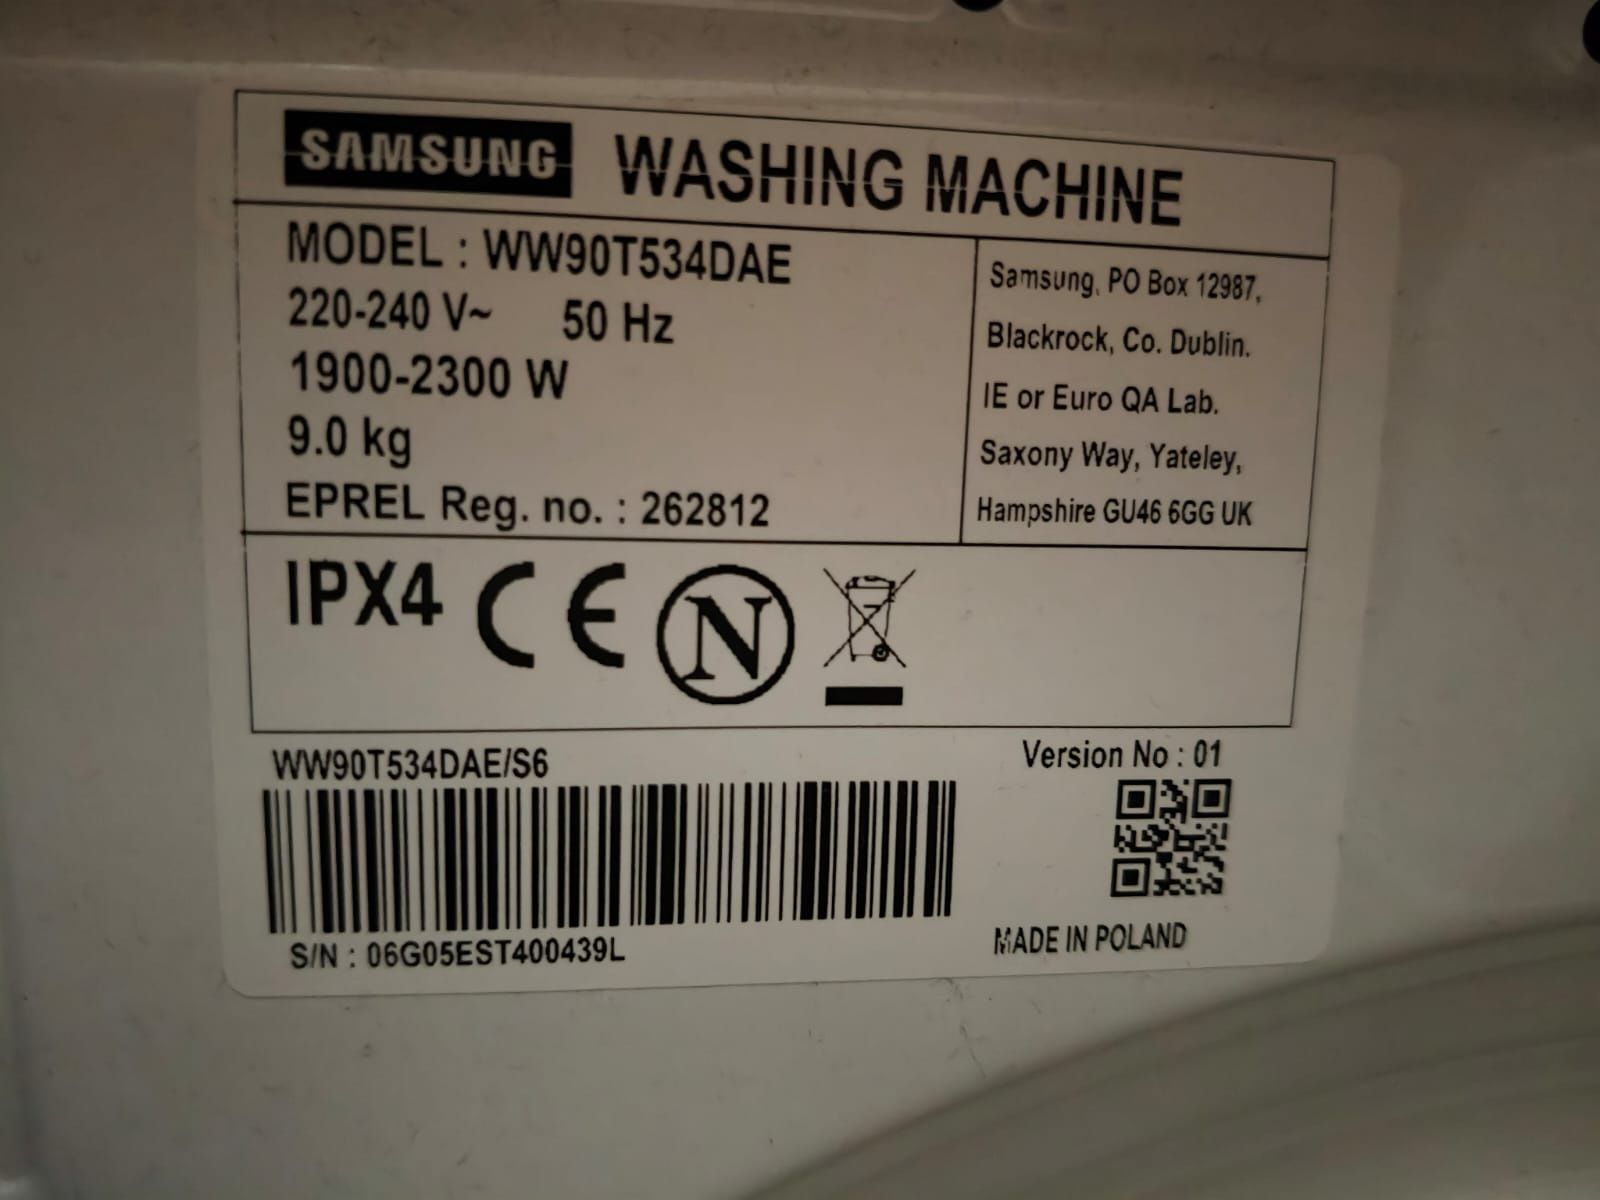 SAMSUNG WASHING MACHINE
MODEL : WW90T534DAE
220-240 V~ 50 Hz
1900-2300 W
9.0 kg
EPREL Reg. no. : 262812
Samsung, PO Box 12987,
Blackrock, Co. Dublin.
IE or Euro QA Lab.
Saxony Way, Yateley,
Hampshire GU46 6GG UK
IPX4 CE N
WW90T534DAE/S6
Version No : 01
S/N : 06G05EST400439L
MADE IN POLAND